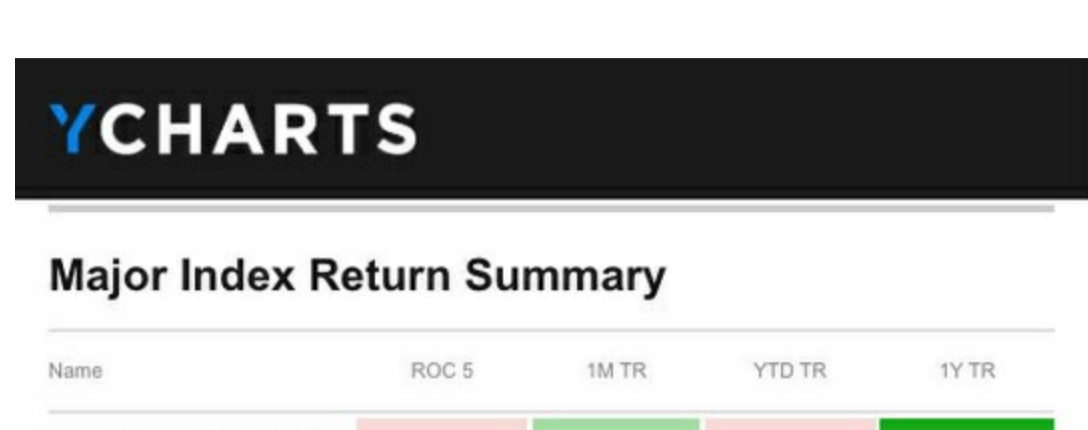 YCHARTS
Major Index Return Summary
Name ROC 5 1M TR YTD TR 1Y TR